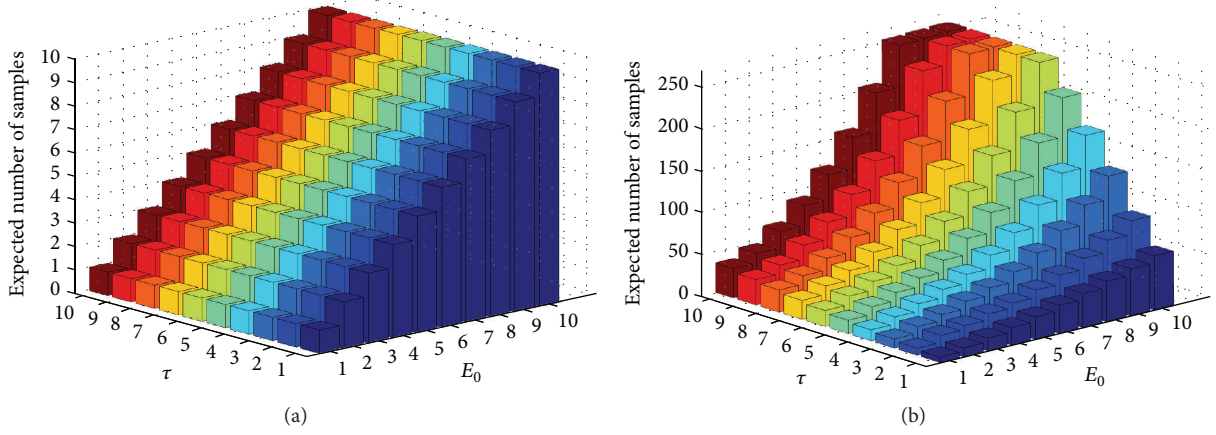 Expected number of samples
10
9
8
7
6
5
4
3
2
1
0
10 9 8 7 6 5 4 3 2 1
τ
1 2 3 4 5 6 7 8 9 10
E0
(a)
Expected number of samples
250
200
150
100
50
0
10 9 8 7 6 5 4 3 2 1
τ
1 2 3 4 5 6 7 8 9 10
E0
(b)